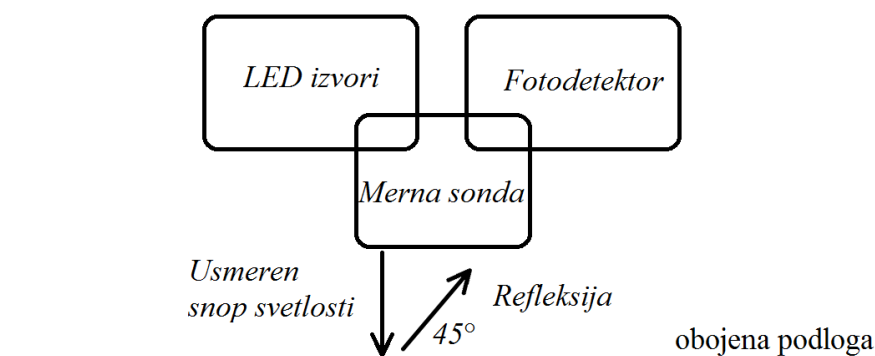 LED izvori
Fotodetektor
Merna sonda
Usmeren
snop svetlosti
Refleksija
45°
obojena podloga